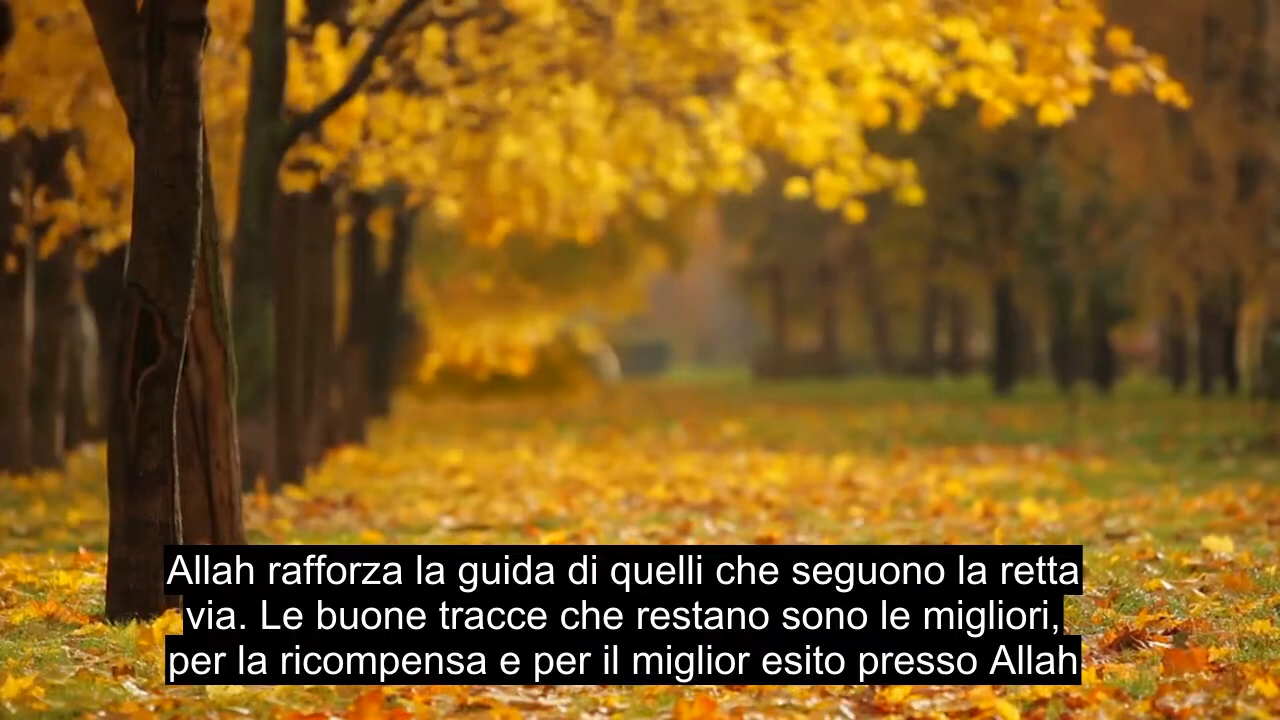 Allah rafforza la guida di quelli che seguono la retta
via. Le buone tracce che restano sono le migliori,
per la ricompensa e per il miglior esito presso Allah